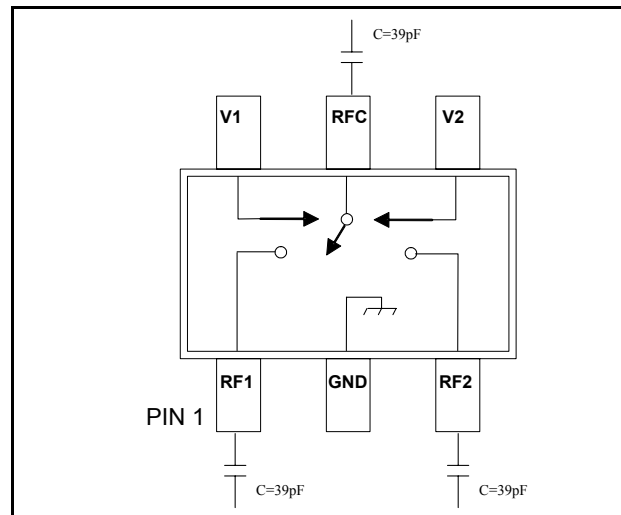 C=39pF
V1
RFC
V2
RF1
GND
RF2
PIN 1
C=39pF
C=39pF